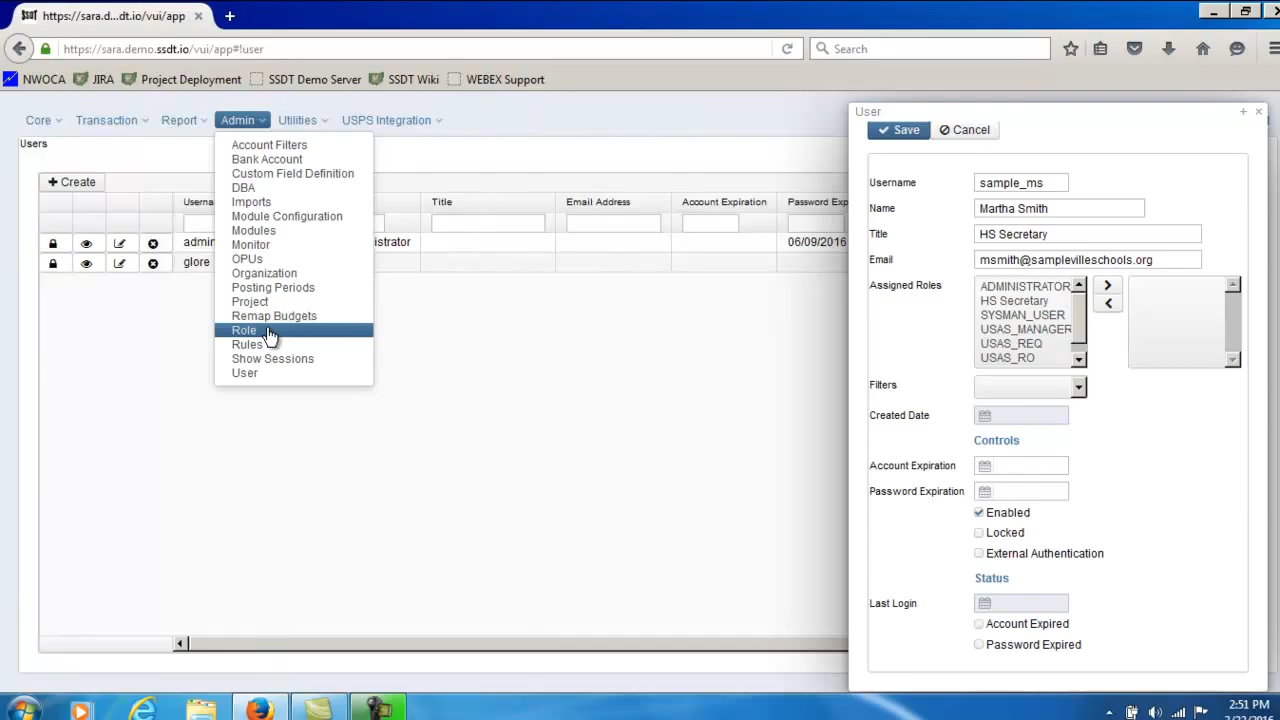 SSDT https://sara.d...dt.io/vui/app
https://sara.demo.ssdt.io/vui/app#!user
Search
NWOCA JIRA Project Deployment SSDT Demo Server SSDT Wiki WEBEX Support
Core Transaction Report Admin Utilities USPS Integration
Users
Create
Userna
Title
Email Address
Account Expiration
Password Exp
admin
istrator
06/09/2016
glore
Account Filters
Bank Account
Custom Field Definition
DBA
Imports
Module Configuration
Modules
Monitor
OPUs
Organization
Posting Periods
Project
Remap Budgets
Role
Rules
Show Sessions
User
User
Save Cancel
Username sample_ms
Name Martha Smith
Title HS Secretary
Email msmith@samplevilleschools.org
Assigned Roles
ADMINISTRATOR
HS Secretary
SYSMAN_USER
USAS_MANAGER
USAS_REQ
USAS_RO
Filters
Created Date
Controls
Account Expiration
Password Expiration
Enabled
Locked
External Authentication
Status
Last Login
Account Expired
Password Expired
2:51 PM